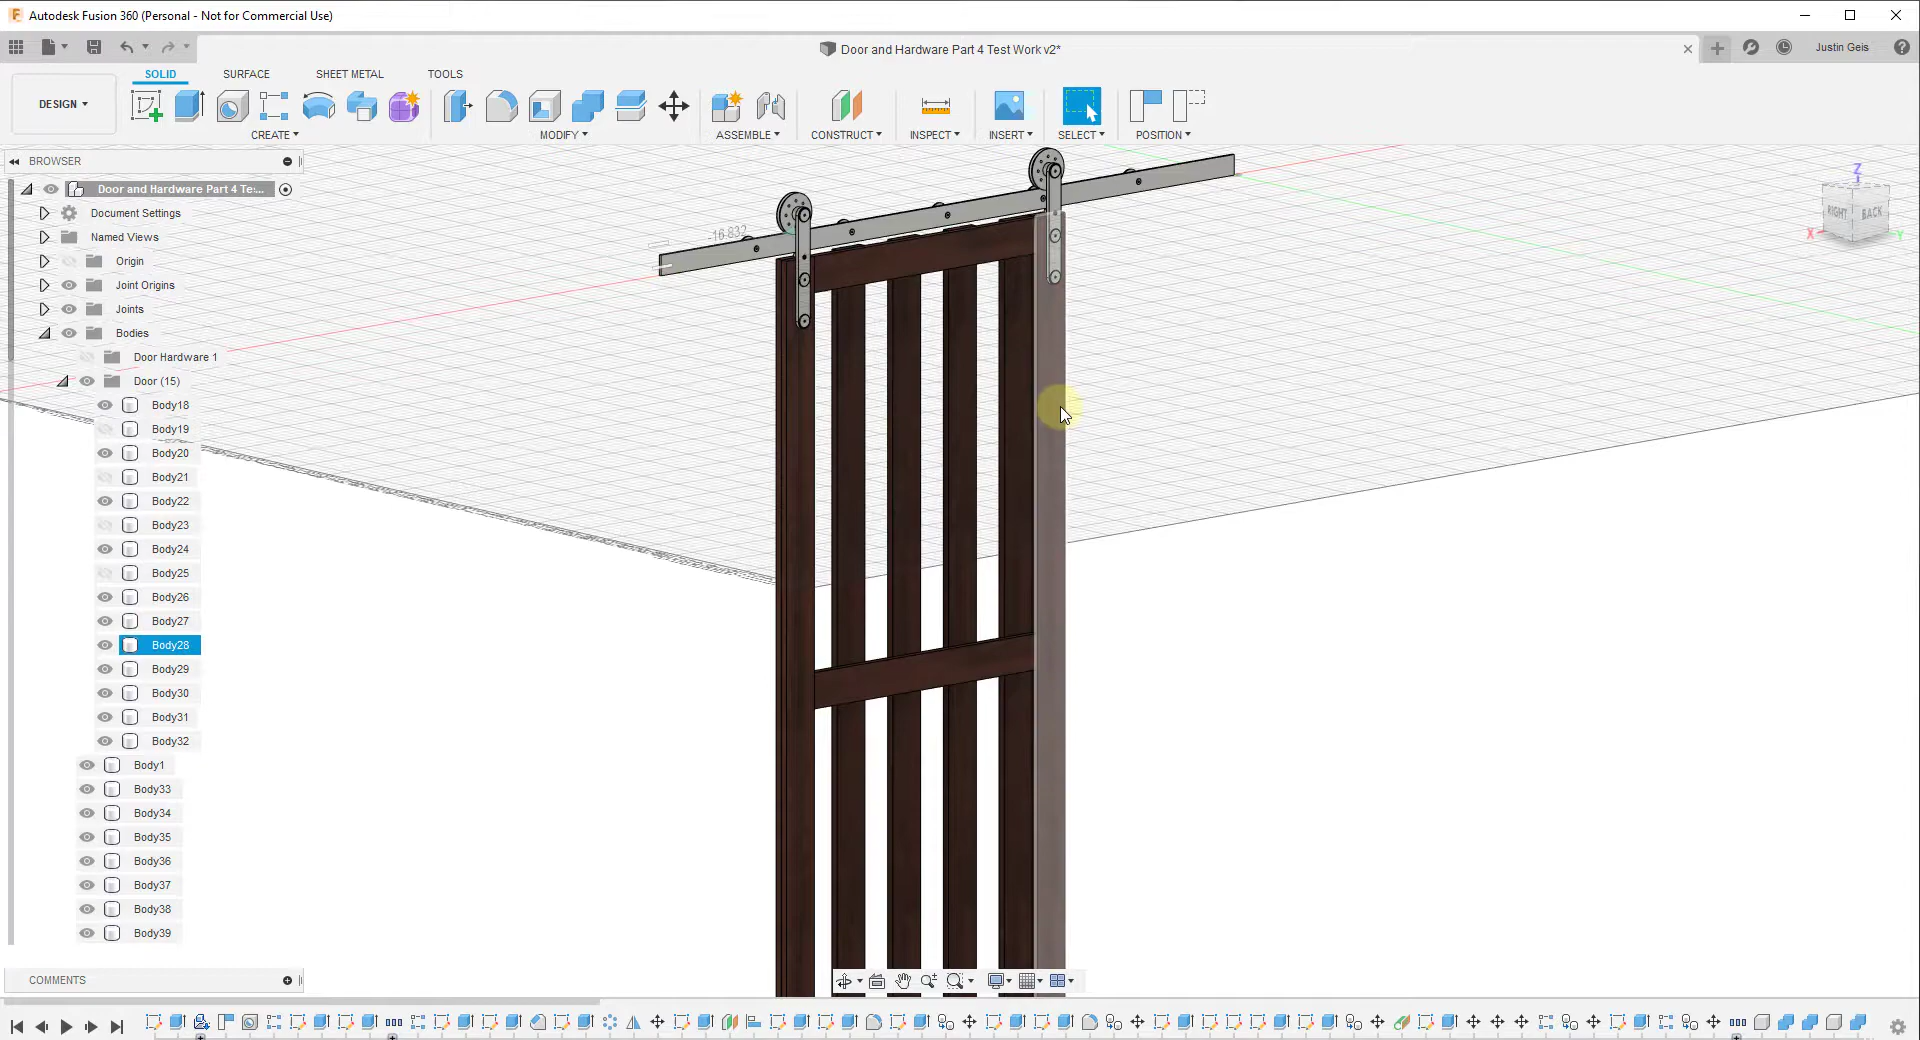 Autodesk Fusion 360 (Personal - Not for Commercial Use)
Door and Hardware Part 4 Test Work v2*
Justin Geis
DESIGN
SOLID
SURFACE
SHEET METAL
TOOLS
CREATE
MODIFY
ASSEMBLE
CONSTRUCT
INSPECT
INSERT
SELECT
POSITION
BROWSER
Door and Hardware Part 4 Te...
Document Settings
Named Views
Origin
Joint Origins
Joints
Bodies
Door Hardware 1
Door (15)
Body18
Body19
Body20
Body21
Body22
Body23
Body24
Body25
Body26
Body27
Body28
Body29
Body30
Body31
Body32
Body1
Body33
Body34
Body35
Body36
Body37
Body38
Body39
-16.832
Z
RIGHT
BACK
X
Y
COMMENTS